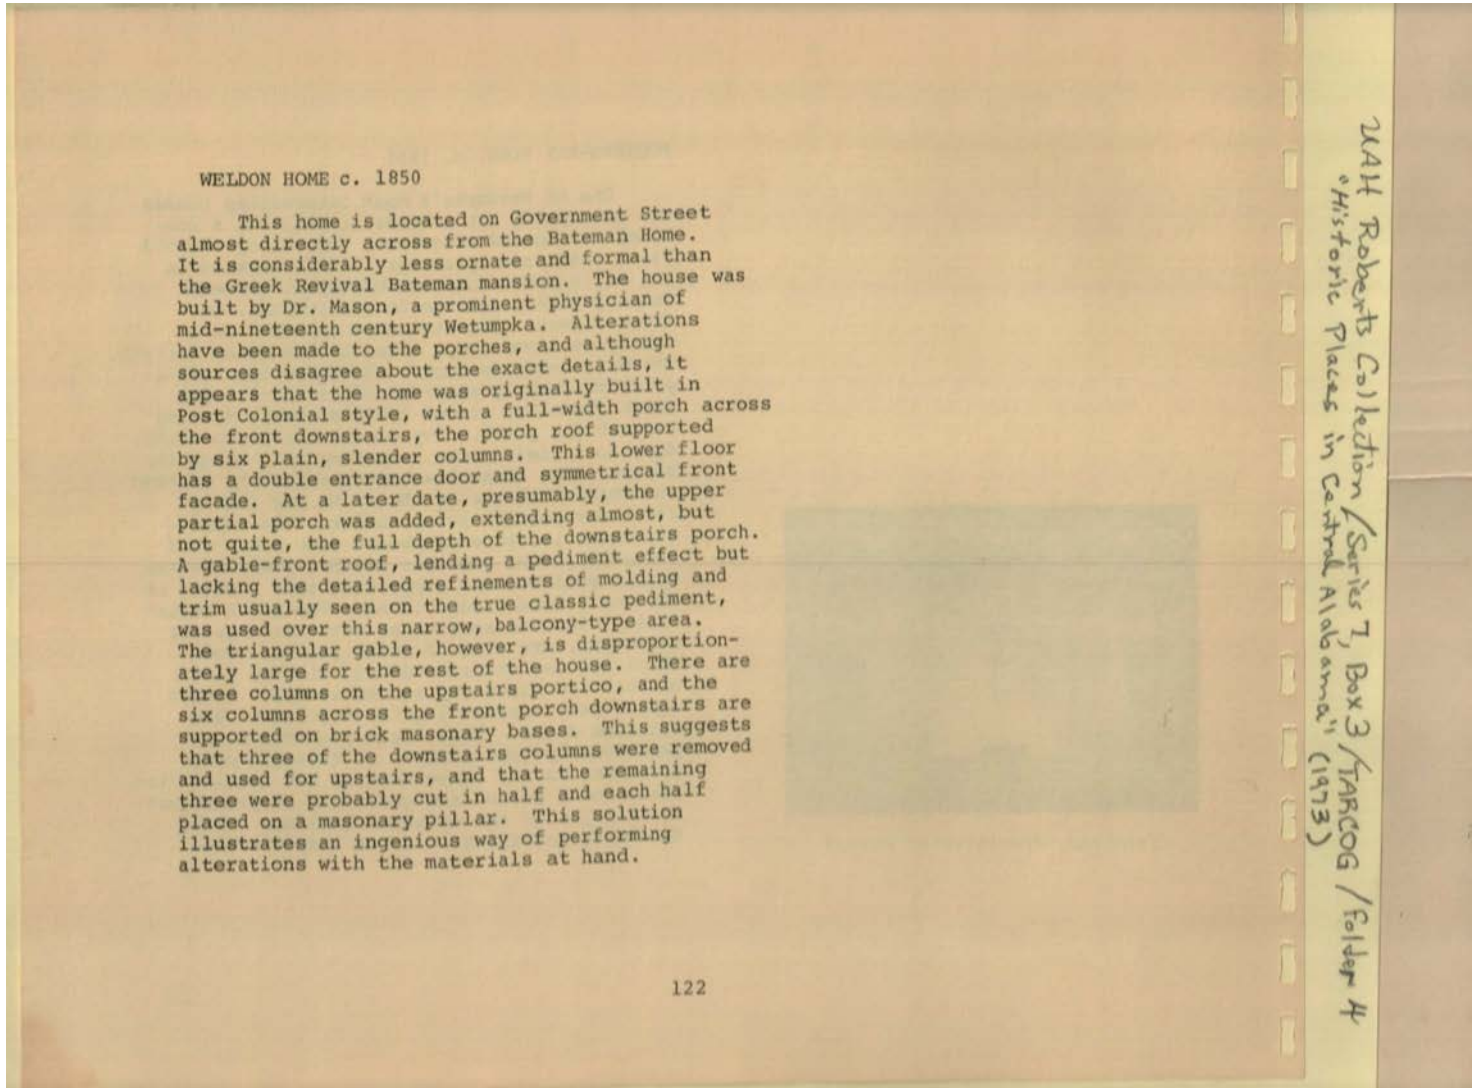 WELDON HOME c. 1850
This home is located on Government Street
almost directly across from the Bateman Home.
It is considerably less ornate and formal than
the Greek Revival Bateman mansion. The house was
built by Dr. Mason, a prominent physician of
mid-nineteenth century Wetumpka. Alterations
have been made to the porches, and although
sources disagree about the exact details, it
appears that the home was originally built in
Post Colonial style, with a full-width porch across
the front downstairs, the porch roof supported
by six plain, slender columns. This lower floor
has a double entrance door and symmetrical front
facade. At a later date, presumably, the upper
partial porch was added, extending almost, but
not quite, the full depth of the downstairs porch.
A gable-front roof, lending a pediment effect but
lacking the detailed refinements of molding and
trim usually seen on the true classic pediment,
was used over this narrow, balcony-type area.
The triangular gable, however, is disproportion-
ately large for the rest of the house. There are
three columns on the upstairs portico, and the
six columns across the front porch downstairs are
supported on brick masonary bases. This suggests
that three of the downstairs columns were removed
and used for upstairs, and that the remaining
three were probably cut in half and each half
placed on a masonary pillar. This solution
illustrates an ingenious way of performing
alterations with the materials at hand.
122
UAH Roberts Collection/Series 7, Box 3/TARCOG/Folder 4
"Historic Places in Central Alabama" (1973)